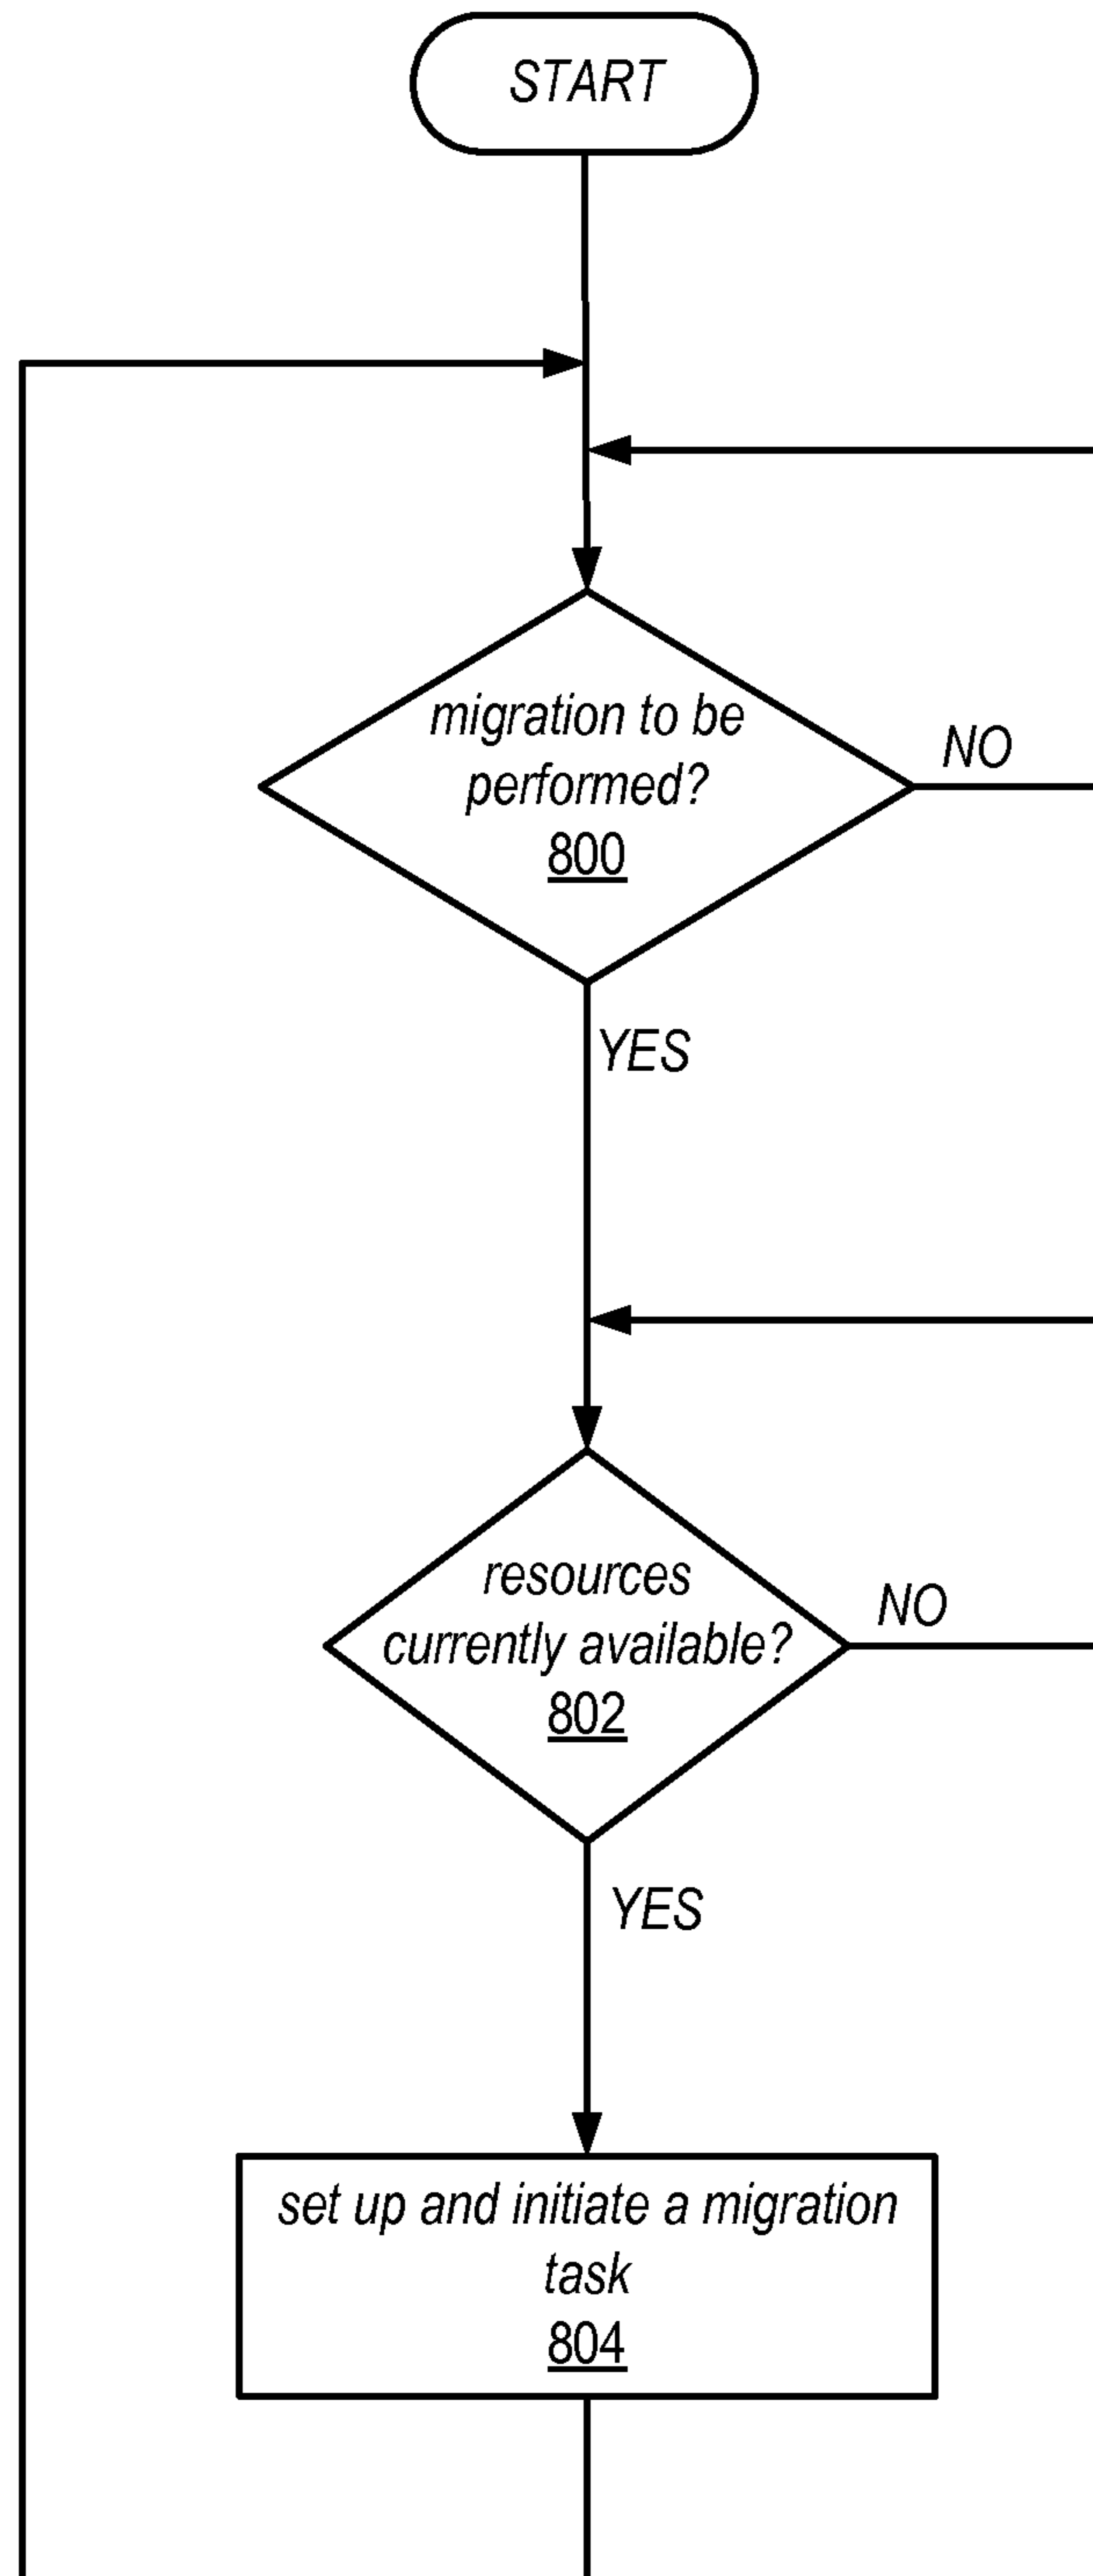 START
migration to be
performed?
800
NO
YES
resources
currently available?
802
NO
YES
set up and initiate a migration
task
804